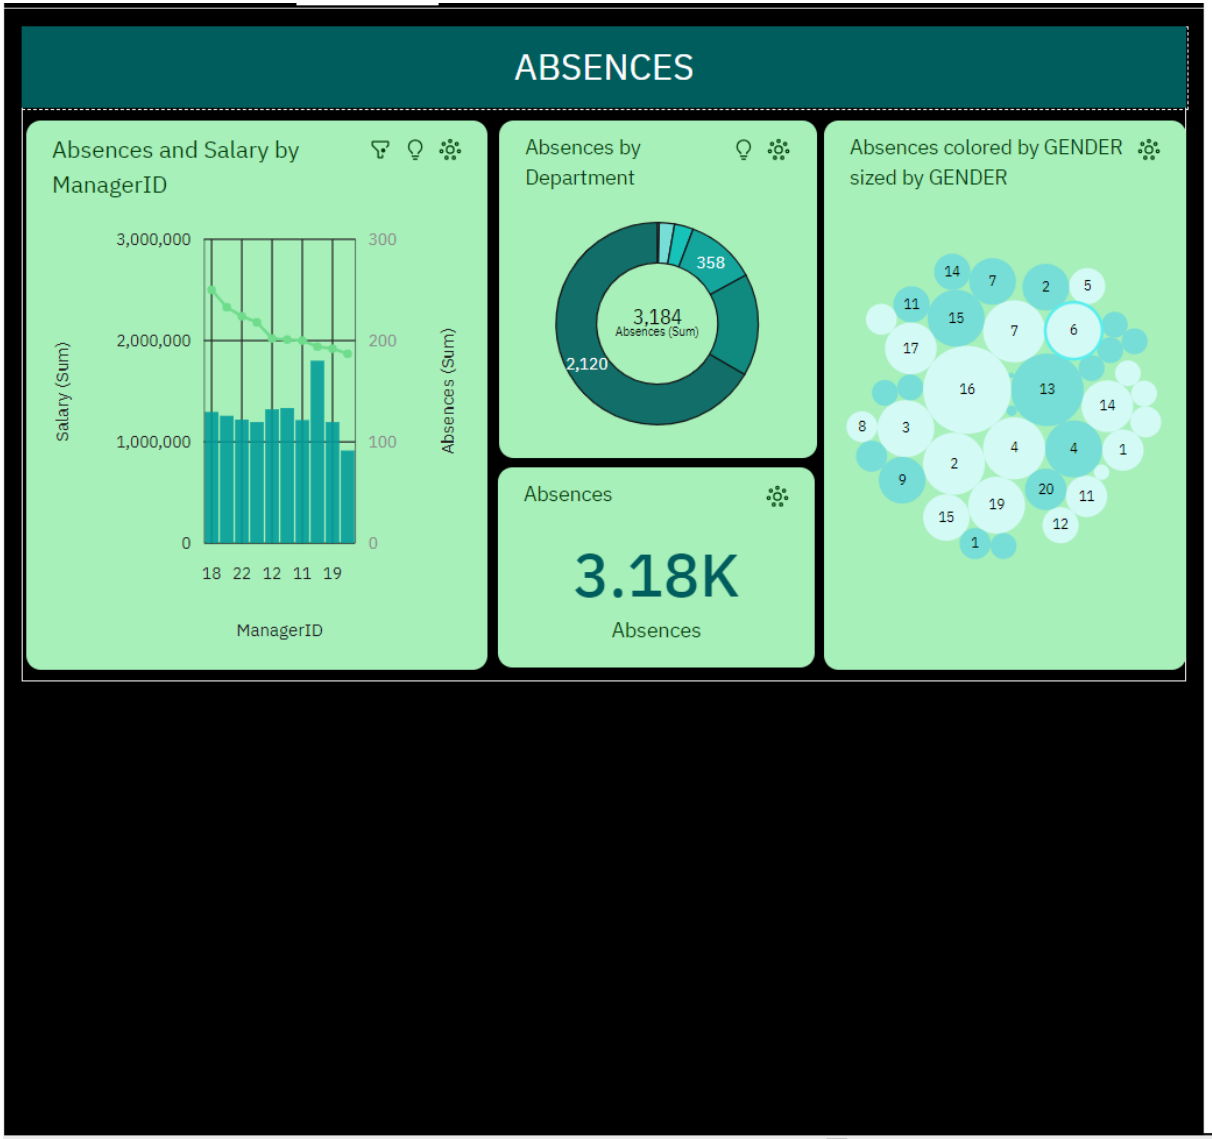 ABSENCES
Absences and Salary by
ManagerID
3,000,000
2,000,000
1,000,000
0
300
200
100
0
Salary (Sum)
Absences (Sum)
18 22 12 11 19
ManagerID
Absences by
Department
358
3,184
Absences (Sum)
2,120
Absences
3.18K
Absences
Absences colored by GENDER
sized by GENDER
14 7 2 5
11 15 7 6
17
16 13 14
8 3 4 4 1
2
9 20 11
15 19 12
1